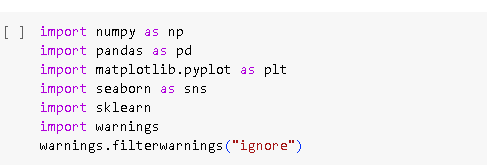 [ ] import numpy as np
import pandas as pd
import matplotlib.pyplot as plt
import seaborn as sns
import sklearn
import warnings
warnings.filterwarnings("ignore")